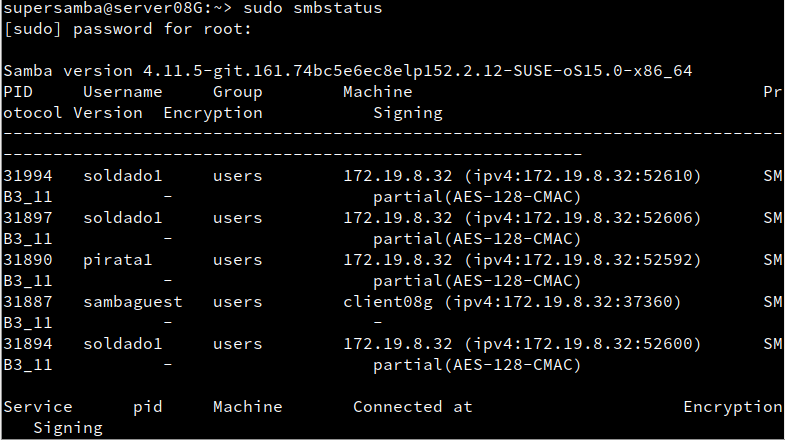 supersamba@server08G:~> sudo smbstatus
[sudo] password for root:
Samba version 4.11.5-git.161.74bc5e6ec8elp152.2.12-SUSE-oS15.0-x86_64
PID     Username     Group        Machine                                   Pr
otocol Version  Encryption           Signing
------------------------------------------------------------------------------
----------------------------------------------------------
31994   soldado1     users        172.19.8.32 (ipv4:172.19.8.32:52610)      SM
B3_11           -                    partial(AES-128-CMAC)
31897   soldado1     users        172.19.8.32 (ipv4:172.19.8.32:52606)      SM
B3_11           -                    partial(AES-128-CMAC)
31890   pirata1      users        172.19.8.32 (ipv4:172.19.8.32:52592)      SM
B3_11           -                    partial(AES-128-CMAC)
31887   sambaguest   users        client08g (ipv4:172.19.8.32:37360)        SM
B3_11           -                    -
31894   soldado1     users        172.19.8.32 (ipv4:172.19.8.32:52600)      SM
B3_11           -                    partial(AES-128-CMAC)
Service      pid     Machine       Connected at                     Encryption
   Signing